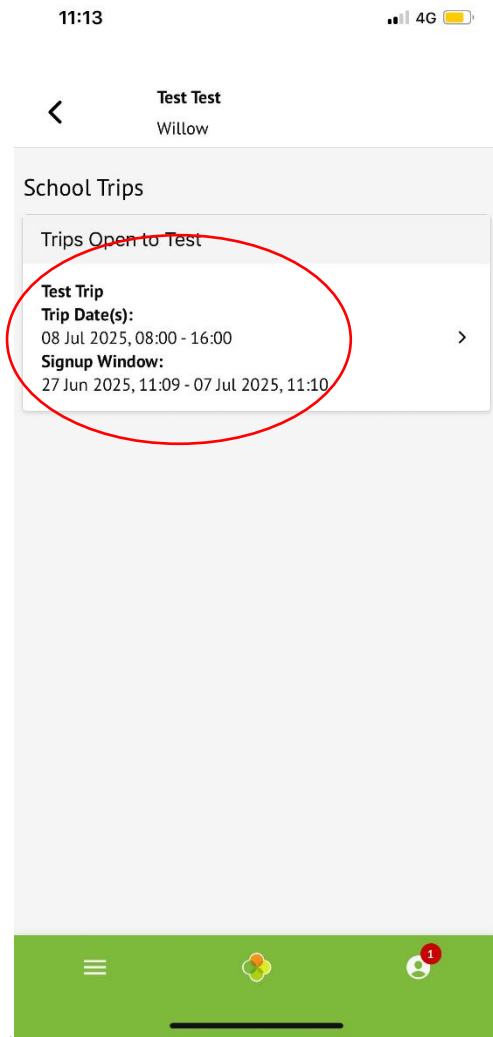 11:13
4G
Test Test
Willow
School Trips
Trips Open to Test
Test Trip
Trip Date(s):
08 Jul 2025, 08:00 - 16:00
Signup Window:
27 Jun 2025, 11:09 - 07 Jul 2025, 11:10
1